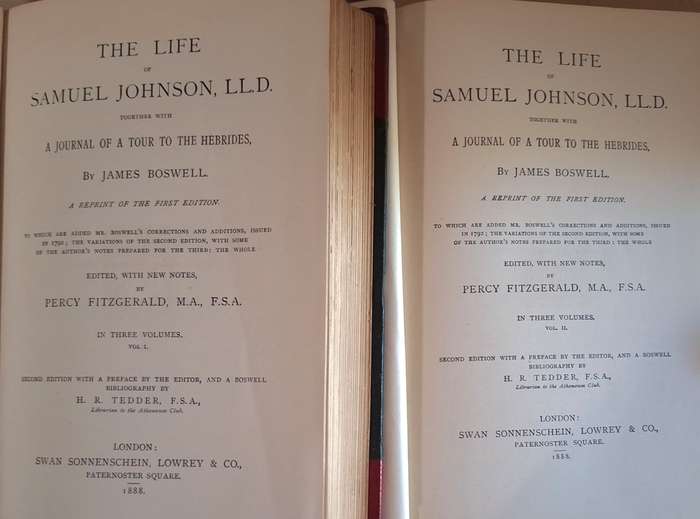 THE LIFE
OF
SAMUEL JOHNSON, LL.D.
TOGETHER WITH
A JOURNAL OF A TOUR TO THE HEBRIDES,
BY JAMES BOSWELL.
A REPRINT OF THE FIRST EDITION.
TO WHICH ARE ADDED MR. BOSWELL'S CORRECTIONS AND ADDITIONS, ISSUED
IN 1792; THE VARIATIONS OF THE SECOND EDITION, WITH SOME
OF THE AUTHOR'S NOTES PREPARED FOR THE THIRD: THE WHOLE
EDITED, WITH NEW NOTES,
BY
PERCY FITZGERALD, M.A., F.S.A.
IN THREE VOLUMES.
VOL. I.
SECOND EDITION WITH A PREFACE BY THE EDITOR, AND A BOSWELL
BIBLIOGRAPHY BY
H. R. TEDDER, F.S.A.,
Librarian to the Athenæum Club.
LONDON:
SWAN SONNENSCHEIN, LOWREY & CO.,
PATERNOSTER SQUARE.
1888.
THE LIFE
OF
SAMUEL JOHNSON, LL.D.
TOGETHER WITH
A JOURNAL OF A TOUR TO THE HEBRIDES,
BY JAMES BOSWELL.
A REPRINT OF THE FIRST EDITION.
TO WHICH ARE ADDED MR. BOSWELL'S CORRECTIONS AND ADDITIONS, ISSUED
IN 1792; THE VARIATIONS OF THE SECOND EDITION, WITH SOME
OF THE AUTHOR'S NOTES PREPARED FOR THE THIRD: THE WHOLE
EDITED, WITH NEW NOTES,
BY
PERCY FITZGERALD, M.A., F.S.A.
IN THREE VOLUMES.
VOL. II.
SECOND EDITION WITH A PREFACE BY THE EDITOR, AND A BOSWELL
BIBLIOGRAPHY BY
H. R. TEDDER, F.S.A.,
Librarian to the Athenæum Club.
LONDON:
SWAN SONNENSCHEIN, LOWREY & CO.,
PATERNOSTER SQUARE.
1888.